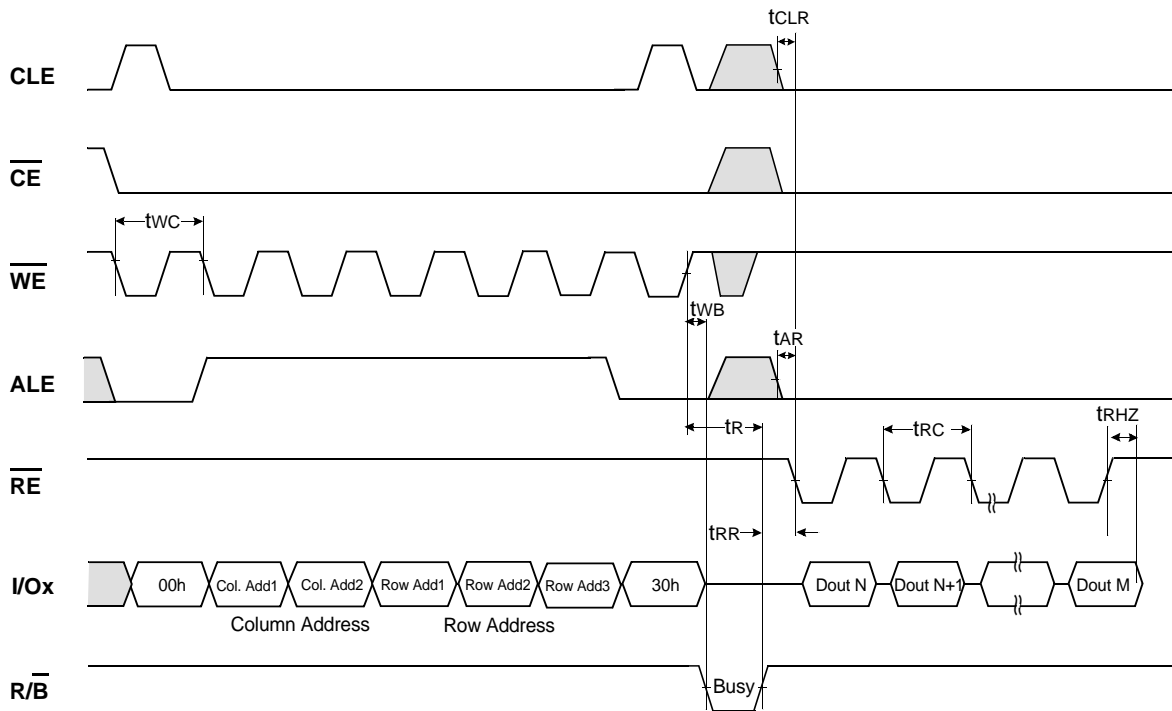 tCLR
CLE
CE
tWC
WE
tWB
tAR
ALE
tR
tRC
tRHZ
RE
tRR
I/Ox
00h
Col. Add1
Col. Add2
Row Add1
Row Add2
Row Add3
30h
Dout N
Dout N+1
Dout M
Column Address
Row Address
R/B
Busy